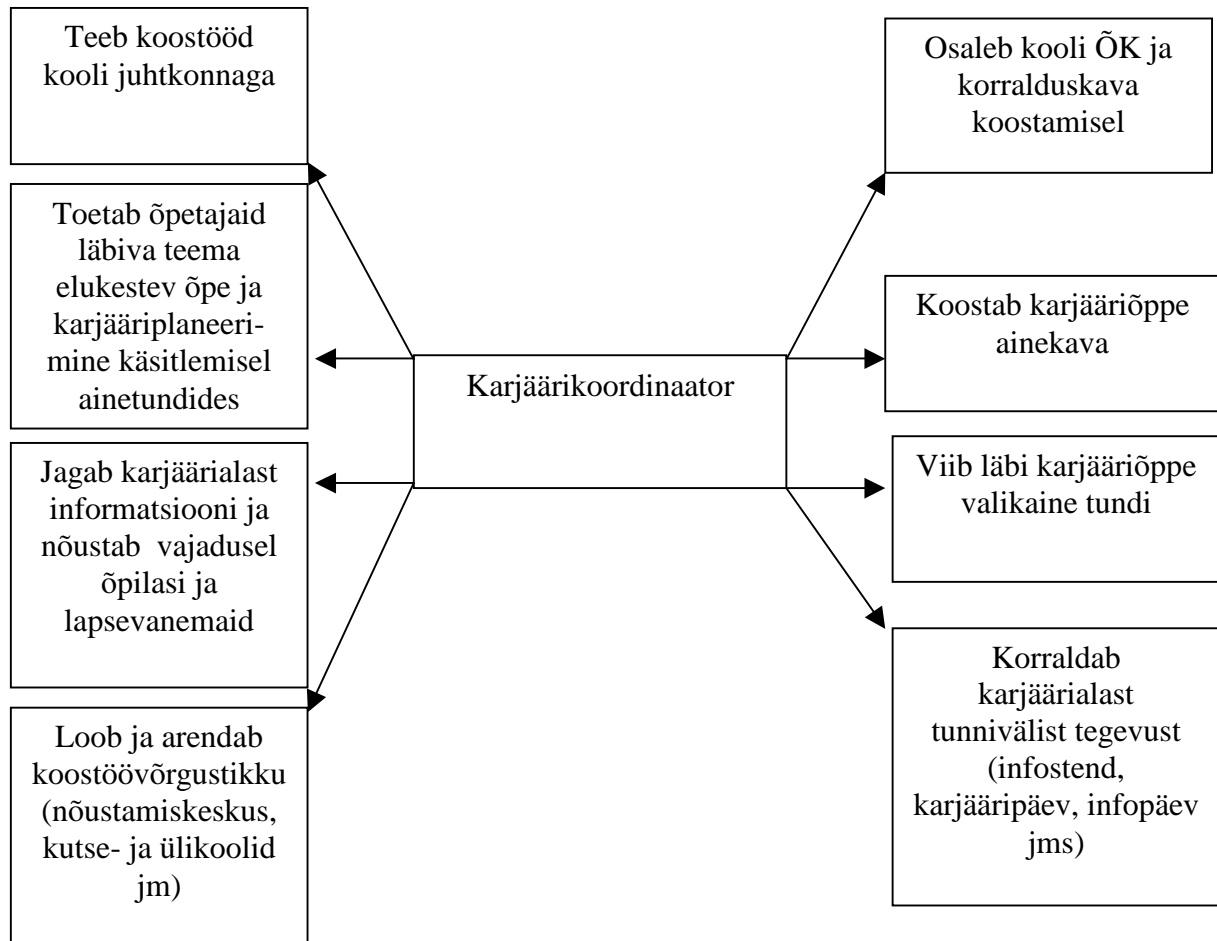 Teeb koostööd
kooli juhtkonnaga
Toetab õpetajaid
läbiva teema
elukestev õpe ja
karjääriplaneeri-
mine käsitlemisel
ainetundides
Jagab karjäärialast
informatsiooni ja
nõustab vajadusel
õpilasi ja
lapsevanemaid
Loob ja arendab
koostöövõrgustikku
(nõustamiskeskus,
kutse- ja ülikoolid
jm)
Karjäärikoordinaator
Osaleb kooli ÕK ja
korralduskava
koostamisel
Koostab karjääriõppe
ainekava
Viib läbi karjääriõppe
valikaine tundi
Korraldab
karjäärialast
tunnivälist tegevust
(infostend,
karjääripäev, infopäev
jms)